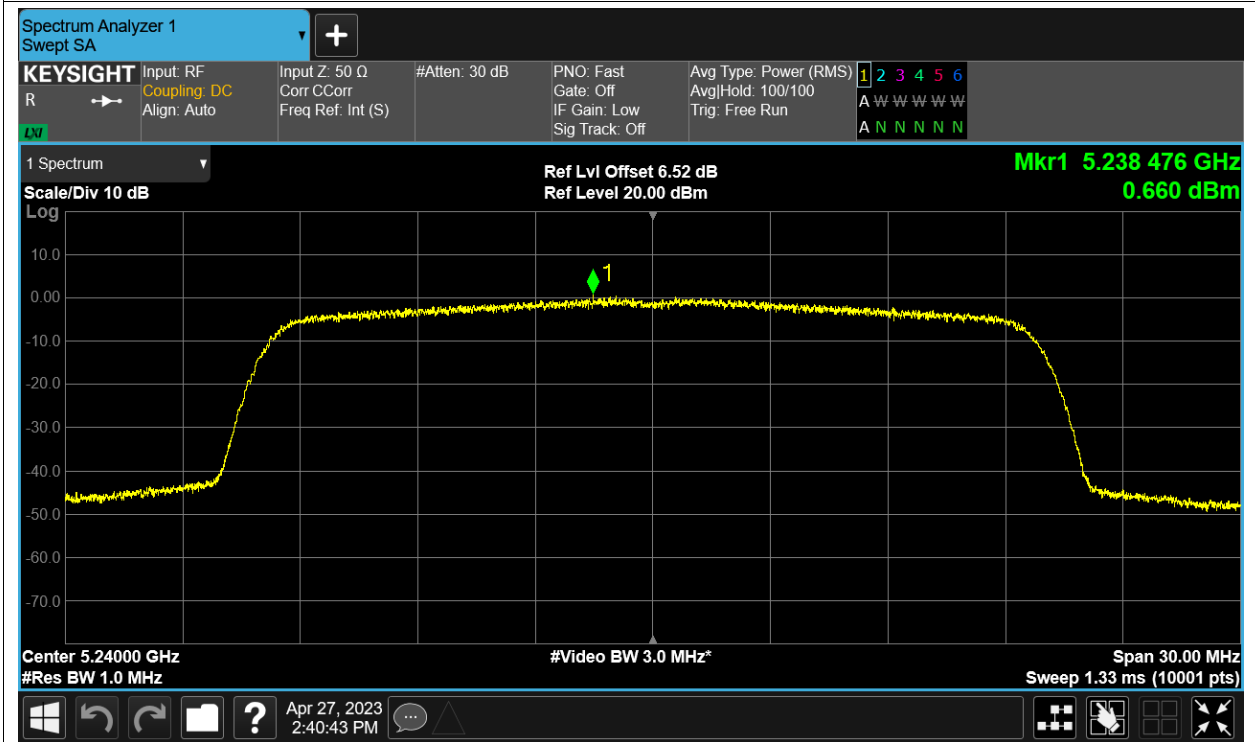 Spectrum Analyzer 1
Swept SA
+
KEYSIGHT
R
LXI
Input: RF
Coupling: DC
Align: Auto
Input Z: 50 Ω
Corr CCorr
Freq Ref: Int (S)
#Atten: 30 dB
PNO: Fast
Gate: Off
IF Gain: Low
Sig Track: Off
Avg Type: Power (RMS)
Avg|Hold: 100/100
Trig: Free Run
1 2 3 4 5 6
A W W W W W
A N N N N N
1 Spectrum
Scale/Div 10 dB
Log
Ref Lvl Offset 6.52 dB
Ref Level 20.00 dBm
Mkr1 5.238 476 GHz
0.660 dBm
10.0
0.00
-10.0
-20.0
-30.0
-40.0
-50.0
-60.0
-70.0
1
Center 5.24000 GHz
#Res BW 1.0 MHz
#Video BW 3.0 MHz*
Span 30.00 MHz
Sweep 1.33 ms (10001 pts)
?
Apr 27, 2023
2:40:43 PM